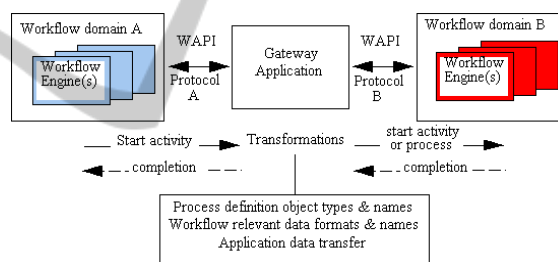 Workflow domain A
Workflow
Engine(s)
WAPI
Protocol
A
Gateway
Application
WAPI
Protocol
B
Workflow domain B
Workflow
Engine(s)
Start activity
Transformations
start activity
or process
completion
completion
Process definition object types & names
Workflow relevant data formats & names
Application data transfer